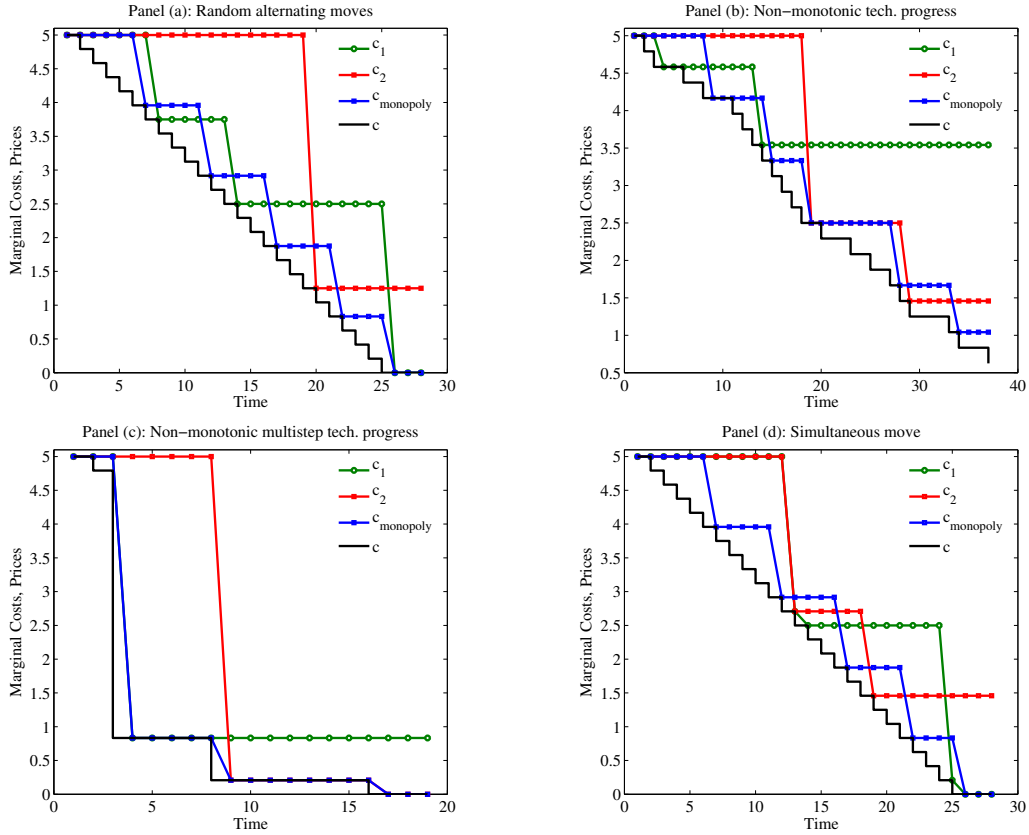 Panel (a): Random alternating moves
Marginal Costs, Prices
5
4.5
4
3.5
3
2.5
2
1.5
1
0.5
0
c1
c2
cmonopoly
c
0 5 10 15 20 25 30
Time
Panel (b): Non−monotonic tech. progress
Marginal Costs, Prices
5
4.5
4
3.5
3
2.5
2
1.5
1
0.5
c1
c2
cmonopoly
c
0 10 20 30 40
Time
Panel (c): Non−monotonic multistep tech. progress
Marginal Costs, Prices
5
4.5
4
3.5
3
2.5
2
1.5
1
0.5
0
c1
c2
cmonopoly
c
0 5 10 15 20
Time
Panel (d): Simultaneous move
Marginal Costs, Prices
5
4.5
4
3.5
3
2.5
2
1.5
1
0.5
0
c1
c2
cmonopoly
c
0 5 10 15 20 25 30
Time